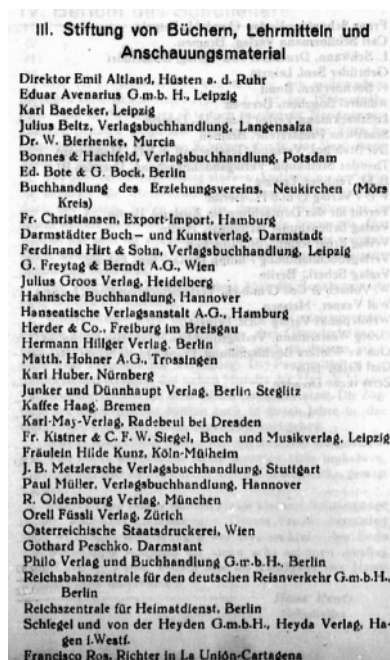 III. Stiftung von Büchern, Lehrmitteln und
Anschauungsmaterial
Direktor Emil Altland, Hüsten a. d. Ruhr
Eduar Avenarius G.m.b. H., Leipzig
Karl Baedeker, Leipzig
Julius Beltz, Verlagsbuchhandlung, Langensalza
Dr. W. Bierhenke, Murcia
Bonnes & Hachfeld, Verlagsbuchhandlung, Potsdam
Ed. Bote & G. Bock, Berlin
Buchhandlung des Erziehungsvereins, Neukirchen (Mörs
Kreis)
Fr. Christiansen, Export-Import, Hamburg
Darmstädter Buch- und Kunstverlag, Darmstadt
Ferdinand Hirt & Sohn, Verlagsbuchhandlung, Leipzig
G. Freytag & Berndt A.G., Wien
Julius Groos Verlag, Heidelberg
Hahnsche Buchhandlung, Hannover
Hanseatische Verlagsanstalt A.G., Hamburg
Herder & Co., Freiburg im Breisgau
Hermann Hillger Verlag. Berlin
Matth. Hohner A.G., Trossingen
Karl Huber, Nürnberg
Junker und Dünnhaupt Verlag, Berlin Steglitz
Kaffee Haag, Bremen
Karl-May-Verlag, Radebeul bei Dresden
Fr. Kistner & C. F. W. Siegel, Buch und Musikverlag, Leipzig
Fräulein Hilde Kunz, Köln-Mülheim
J. B. Metzlersche Verlagsbuchhandlung, Stuttgart
Paul Müller, Verlagsbuchhandlung, Hannover
R. Oldenbourg Verlag, München
Orell Füssli Verlag, Zürich
Osterreichische Staatsdruckerei, Wien
Gothard Peschko, Darmstant
Philo Verlag und Buchhandlung G.m.b.H., Berlin
Reichsbahnzentrale für den deutschen Reisnverkehr G.m.b.H.,
Berlin
Reichszentrale für Heimatdienst, Berlin
Schlegel und von der Heyden G.m.b.H., Heyda Verlag, Ha-
gen i.Westf.
Francisco Ros, Richter in La Unión-Cartagena